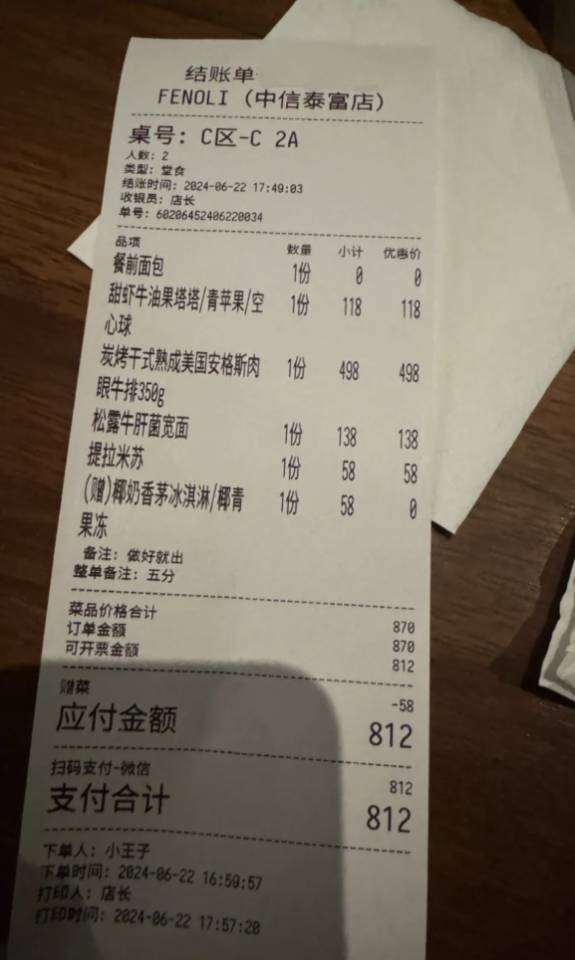 结账单
FENOLI (中信泰富店)
桌号: C区-C 2A
人数: 2
类型: 堂食
结账时间: 2024-06-22 17:49:03
收银员: 店长
单号: 60206452406220034
品项 数量 小计 优惠价
餐前面包 1份 0 0
甜虾牛油果塔塔/青苹果/空 1份 118 118
心球
炭烤干式熟成美国安格斯肉 1份 498 498
眼牛排350g
松露牛肝菌宽面 1份 138 138
提拉米苏 1份 58 58
(赠)椰奶香茅冰淇淋/椰青 1份 58 0
果冻
备注: 做好就出
整单备注: 五分
菜品价格合计 870
订单金额 870
可开票金额 812
赠菜 -58
应付金额 812
扫码支付-微信 812
支付合计 812
下单人: 小王子
下单时间: 2024-06-22 16:59:57
打印人: 店长
打印时间: 2024-06-22 17:57:20